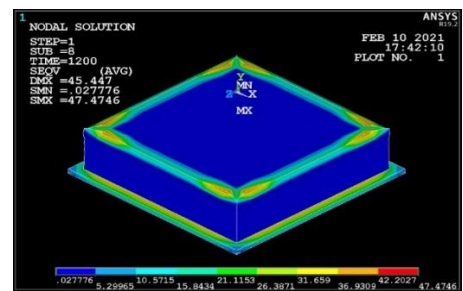 1
NODAL SOLUTION
STEP=1
SUB =8
TIME=1200
SEQV (AVG)
DMX =45.447
SMN =.027776
SMX =47.4746
ANSYS
R19.2
FEB 10 2021
17:42:10
PLOT NO. 1
Y
MN
Z X
MX
.027776 10.5715 21.1153 31.659 42.2027
5.29965 15.8434 26.3871 36.9309 47.4746